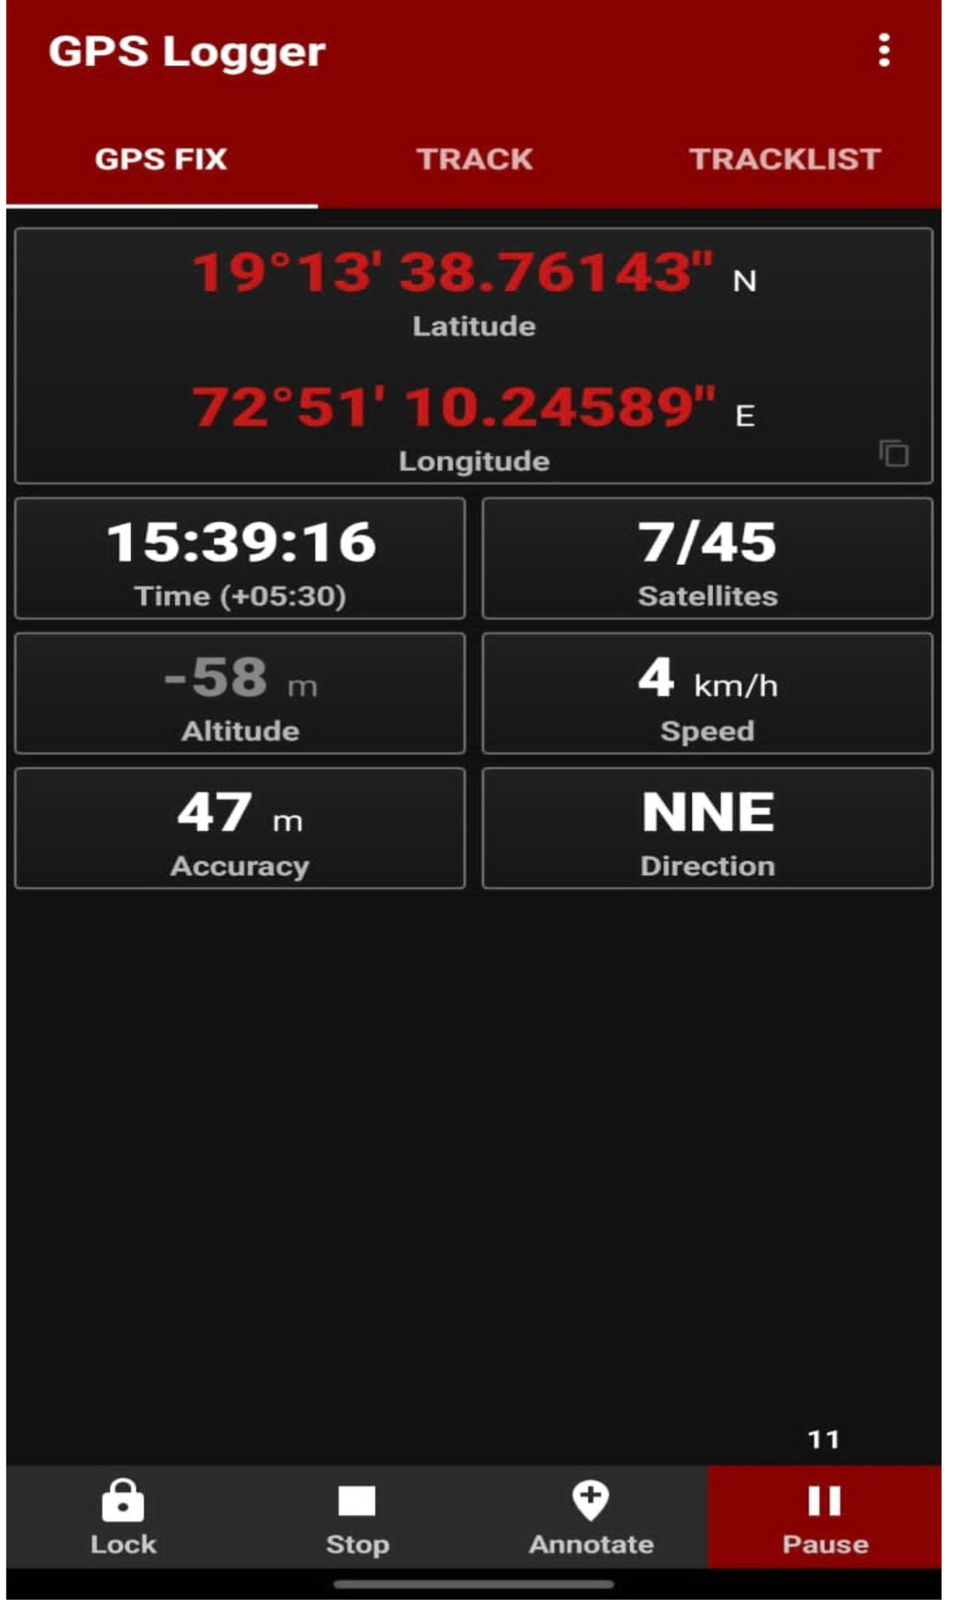 GPS Logger
GPS FIX TRACK TRACKLIST
19°13' 38.76143" N
Latitude
72°51' 10.24589" E
Longitude
15:39:16 7/45
Time (+05:30) Satellites
-58 m 4 km/h
Altitude Speed
47 m NNE
Accuracy Direction
11
Lock Stop Annotate Pause